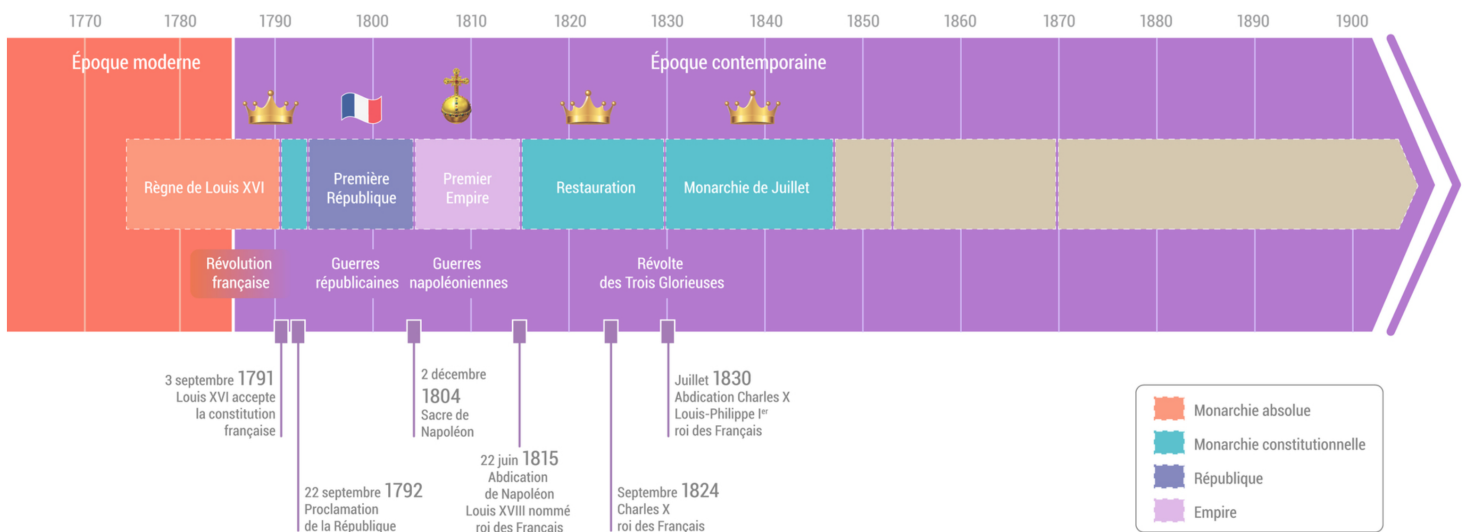 1770
1780
1790
1800
1810
1820
1830
1840
1850
1860
1870
1880
1890
1900
Époque moderne
Époque contemporaine
Règne de Louis XVI
Première
République
Premier
Empire
Restauration
Monarchie de Juillet
Révolution
française
Guerres
républicaines
Guerres
napoléoniennes
Révolte
des Trois Glorieuses
3 septembre 1791
Louis XVI accepte
la constitution
française
22 septembre 1792
Proclamation
de la République
2 décembre
1804
Sacre de
Napoléon
22 juin 1815
Abdication
de Napoléon
Louis XVIII nommé
roi des Français
Septembre 1824
Charles X
roi des Français
Juillet 1830
Abdication Charles X
Louis-Philippe Ier
roi des Français
Monarchie absolue
Monarchie constitutionnelle
République
Empire